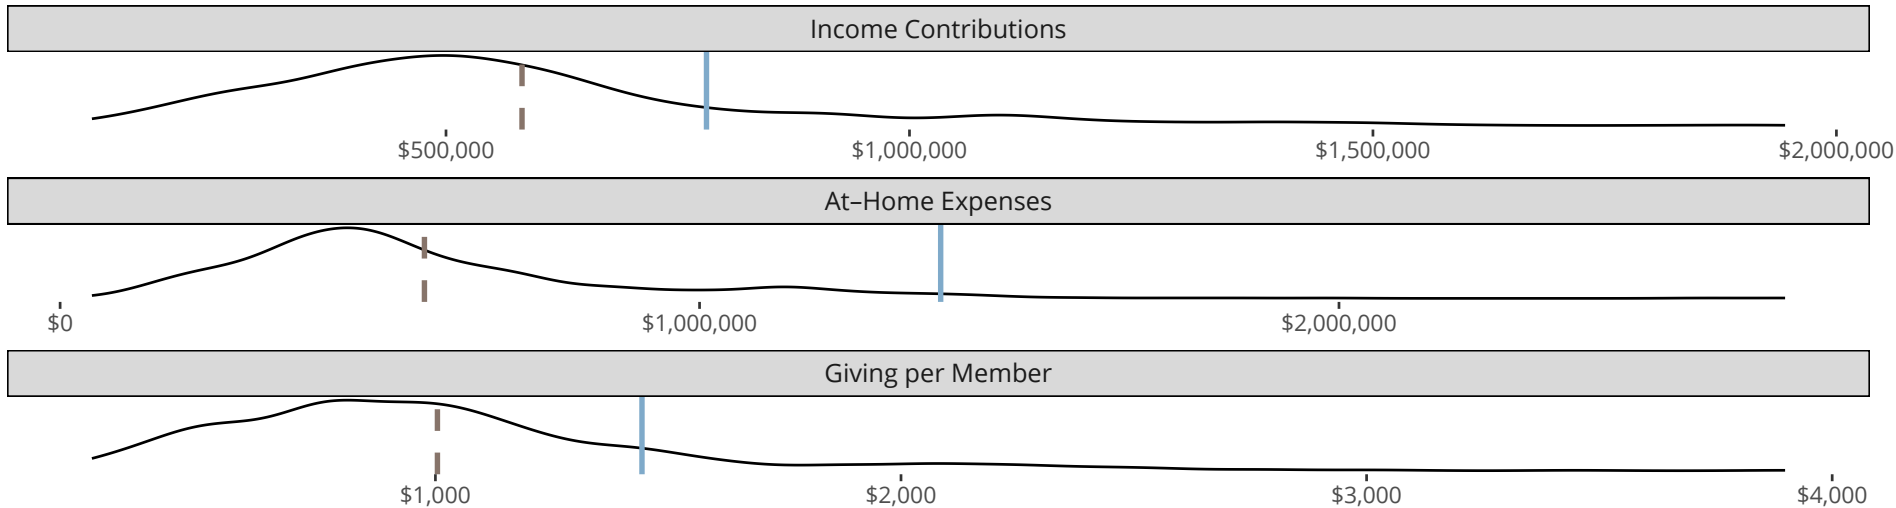 Income Contributions
$500,000 $1,000,000 $1,500,000 $2,000,000
At–Home Expenses
$0 $1,000,000 $2,000,000
Giving per Member
$1,000 $2,000 $3,000 $4,000